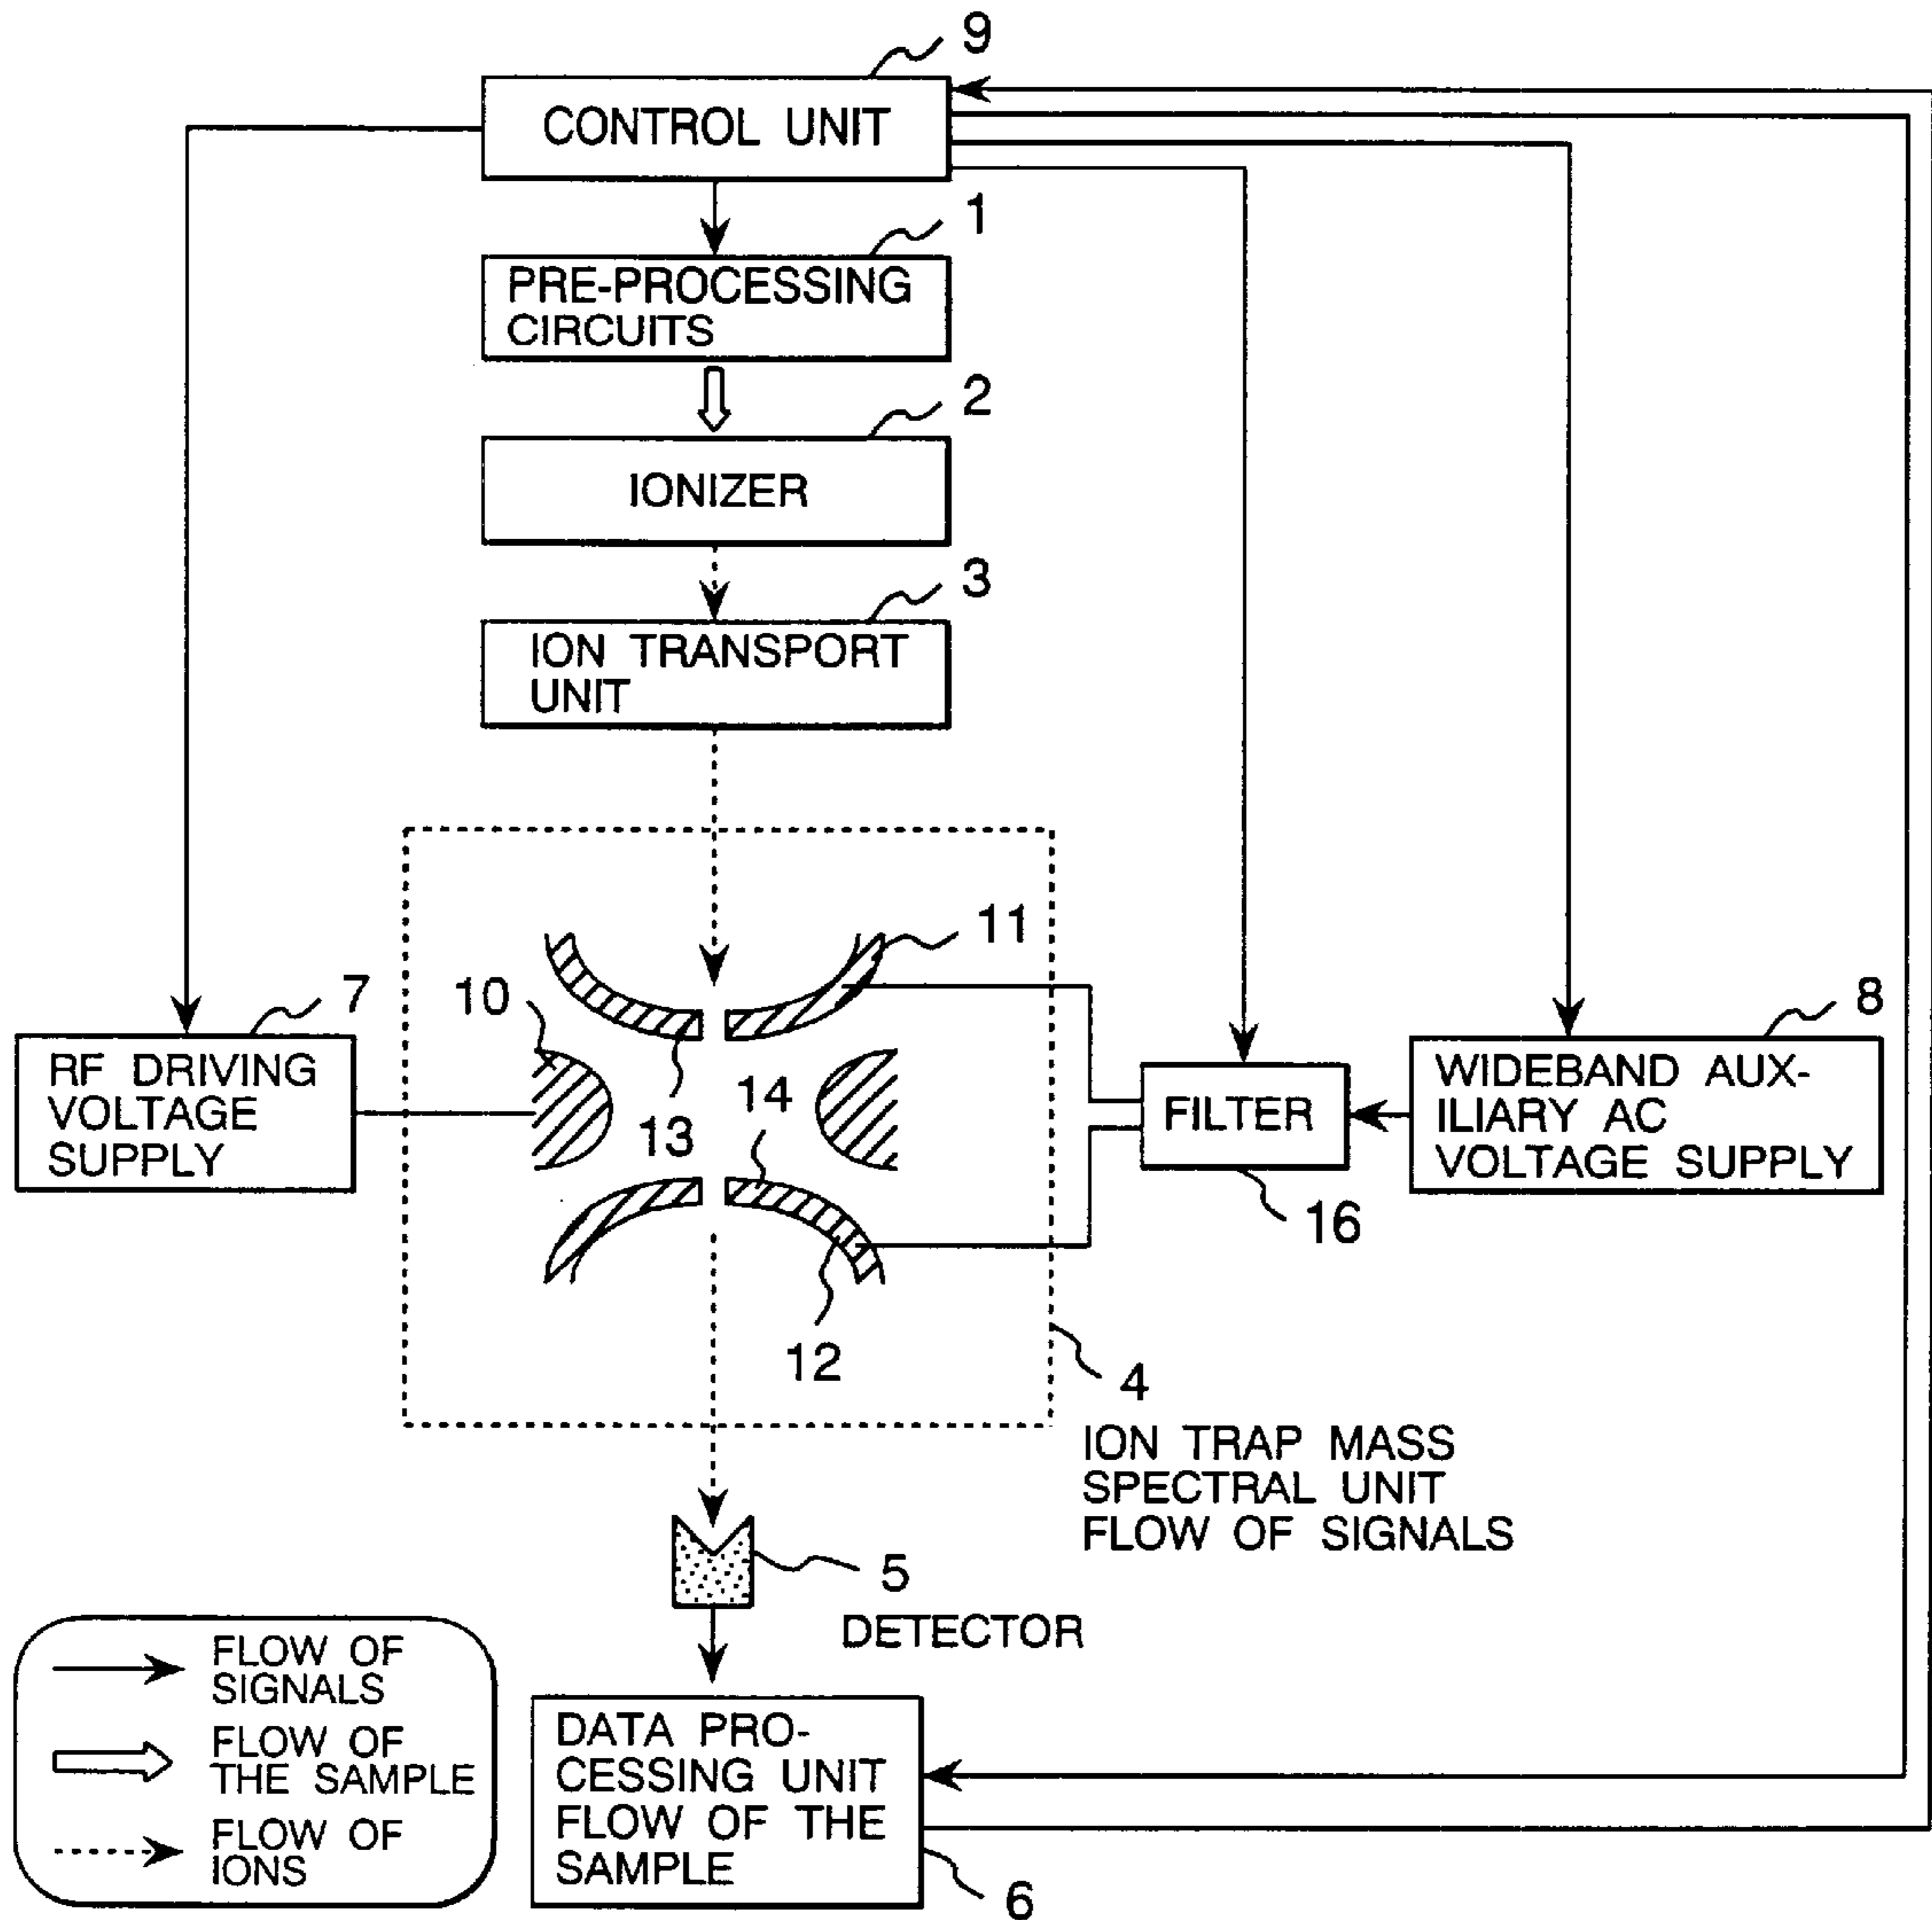 9
CONTROL UNIT
1
PRE-PROCESSING
CIRCUITS
2
IONIZER
3
ION TRANSPORT
UNIT
11
10
7
8
RF DRIVING
VOLTAGE
SUPPLY
13
14
FILTER
WIDEBAND AUX-
ILIARY AC
VOLTAGE SUPPLY
16
12
4
ION TRAP MASS
SPECTRAL UNIT
FLOW OF SIGNALS
5
DETECTOR
FLOW OF
SIGNALS
FLOW OF
THE SAMPLE
FLOW OF
IONS
DATA PRO-
CESSING UNIT
FLOW OF THE
SAMPLE
6